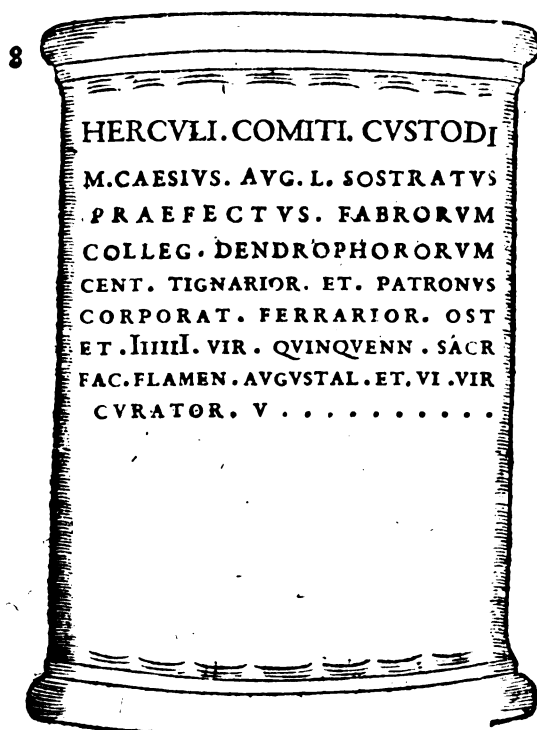 8
HERCVLI. COMITI. CVSTODI
M. CAESIVS. AVG. L. SOSTRATVS
PRAEFECTVS. FABRORVM
COLLEG. DENDROPHORORVM
CENT. TIGNARIOR. ET. PATRONVS
CORPORAT. FERRARIOR. OST
ET. IIIIII. VIR. QVINQVENN. SACR
FAC. FLAMEN. AVGVSTAL. ET. VI. VIR
CVRATOR. V . . . . . . . . . .